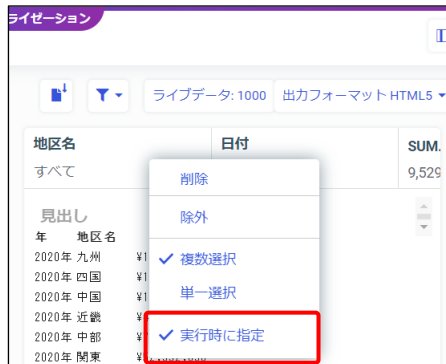 ライゼーション
ライブデータ: 1000 出力フォーマット HTML5
地区名 日付 SUM.
すべて 9,529
削除
除外
複数選択
単一選択
実行時に指定
見出し
年 地区名
2020年 九州 ¥1
2020年 四国 ¥1
2020年 中国 ¥1
2020年 近畿
2020年 中部
2020年 関東